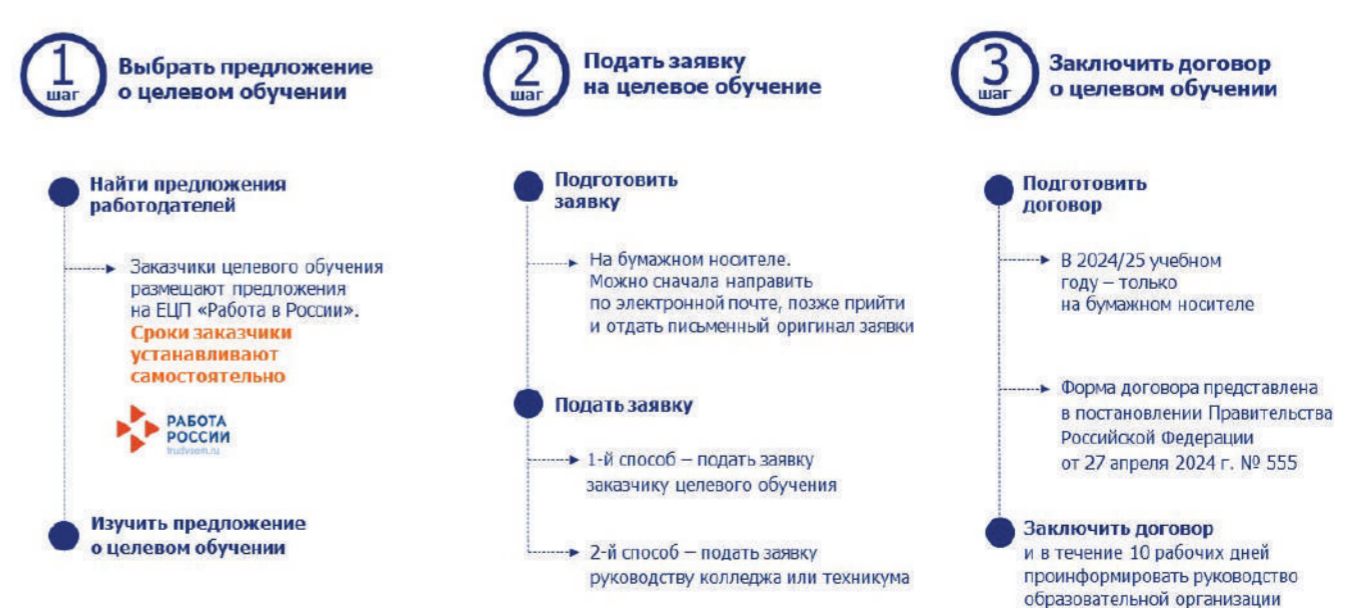 1
шаг
Выбрать предложение
о целевом обучении
Найти предложения
работодателей
Заказчики целевого обучения
размещают предложения
на ЕЦП «Работа в России».
Сроки заказчики
устанавливают
самостоятельно
РАБОТА
РОССИИ
trudvsem.ru
Изучить предложение
о целевом обучении
2
шаг
Подать заявку
на целевое обучение
Подготовить
заявку
На бумажном носителе.
Можно сначала направить
по электронной почте, позже прийти
и отдать письменный оригинал заявки
Подать заявку
1-й способ – подать заявку
заказчику целевого обучения
2-й способ – подать заявку
руководству колледжа или техникума
3
шаг
Заключить договор
о целевом обучении
Подготовить
договор
В 2024/25 учебном
году – только
на бумажном носителе
Форма договора представлена
в постановлении Правительства
Российской Федерации
от 27 апреля 2024 г. № 555
Заключить договор
и в течение 10 рабочих дней
проинформировать руководство
образовательной организации